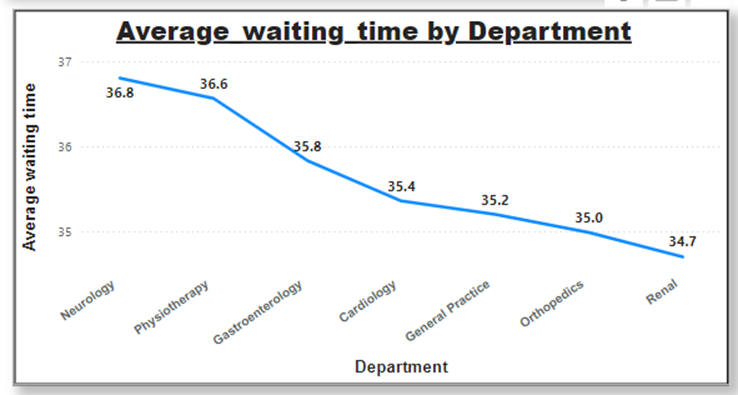 Average_waiting_time by Department
Average waiting time
37
36
35
36.8
36.6
35.8
35.4
35.2
35.0
34.7
Neurology
Physiotherapy
Gastroenterology
Cardiology
General Practice
Orthopedics
Renal
Department